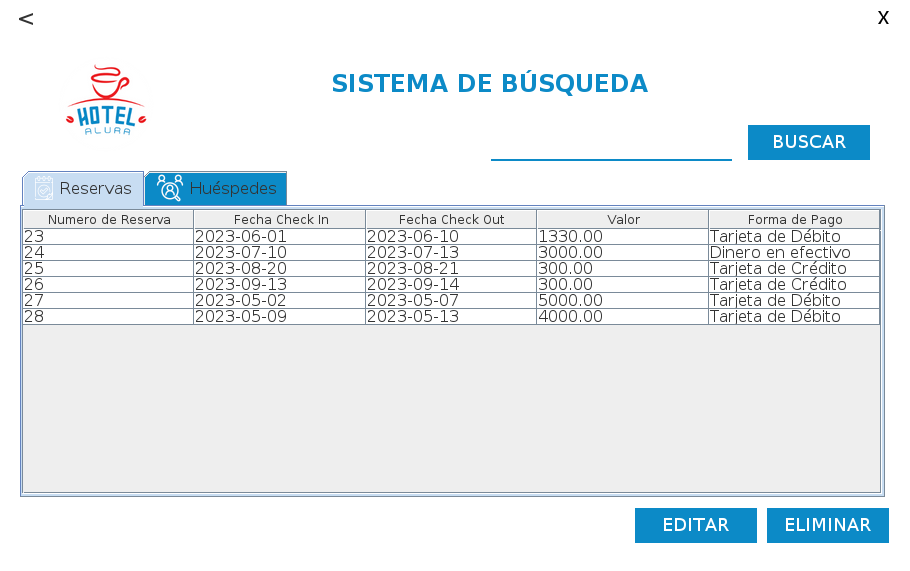 <
X
HOTEL
ALURA
SISTEMA DE BÚSQUEDA
BUSCAR
Reservas Huéspedes
Numero de Reserva Fecha Check In Fecha Check Out Valor Forma de Pago
23 2023-06-01 2023-06-10 1330.00 Tarjeta de Débito
24 2023-07-10 2023-07-13 3000.00 Dinero en efectivo
25 2023-08-20 2023-08-21 300.00 Tarjeta de Crédito
26 2023-09-13 2023-09-14 300.00 Tarjeta de Crédito
27 2023-05-02 2023-05-07 5000.00 Tarjeta de Débito
28 2023-05-09 2023-05-13 4000.00 Tarjeta de Débito
EDITAR ELIMINAR